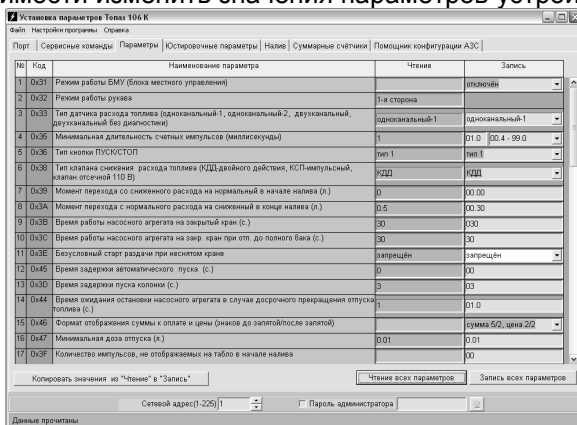 имости изменить значения параметров устрой
Установка параметров Топаз 106 К
Файл Настройки программы Справка
Порт Сервисные команды Параметры Юстировочные параметры Налив Суммарные счётчики Помощник конфигурации АЗС
№ Код Наименование параметра Чтение Запись
1 0x31 Режим работы БМУ (блока местного управления) отключён
2 0x32 Режим работы рукава 1-я сторона
3 0x33 Тип датчика расхода топлива (одноканальный-1, одноканальный-2, двухканальный, двухканальный без диагностики) одноканальный-1 одноканальный-1
4 0x35 Минимальная длительность счетных импульсов (миллисекунды) 1 01.0 00.4 - 99.0
5 0x36 Тип кнопки ПУСК/СТОП тип 1 тип 1
6 0x38 Тип клапана снижения расхода топлива (КДД-двойного действия, КСП-импульсный, клапан отсечной 110 В) КДД КДД
7 0x39 Момент перехода со сниженного расхода на нормальный в начале налива (л.) 0 00.00
8 0x3A Момент перехода с нормального расхода на сниженный в конце налива (л.) 0.5 00.30
9 0x3B Время работы насосного агрегата на закрытый кран (с.) 30 030
10 0x3C Время работы насосного агрегата на закр. кран при отп. до полного бака (с.) 30 30
11 0x3E Безусловный старт раздачи при неснятом кране запрещён запрещён
12 0x45 Время задержки автоматического пуска (с.) 0 00
13 0x3D Время задержки пуска колонки (с.) 3 03
14 0x44 Время ожидания остановки насосного агрегата в случае досрочного прекращения отпуска топлива (с.) 1 01.0
15 0x46 Формат отображения суммы к оплате и цены (знаков до запятой/после запятой) сумма 5/2, цена 2/2
16 0x47 Минимальная доза отпуска (л.) 0.01 0.01
17 0x3F Количество импульсов, не отображаемых на табло в начале налива 00
Копировать значения из "Чтение" в "Запись" Чтение всех параметров Запись всех параметров
Сетевой адрес(1-225) 1 Пароль администратора
Данные прочитаны